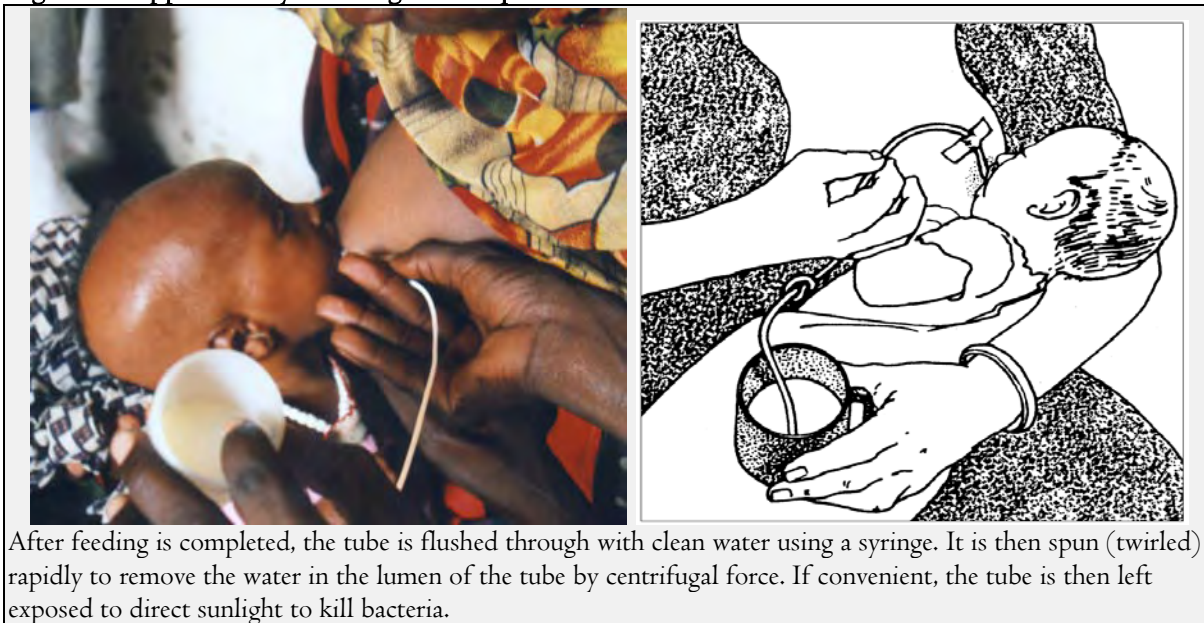 After feeding is completed, the tube is flushed through with clean water using a syringe. It is then spun (twirled)
rapidly to remove the water in the lumen of the tube by centrifugal force. If convenient, the tube is then left
exposed to direct sunlight to kill bacteria.